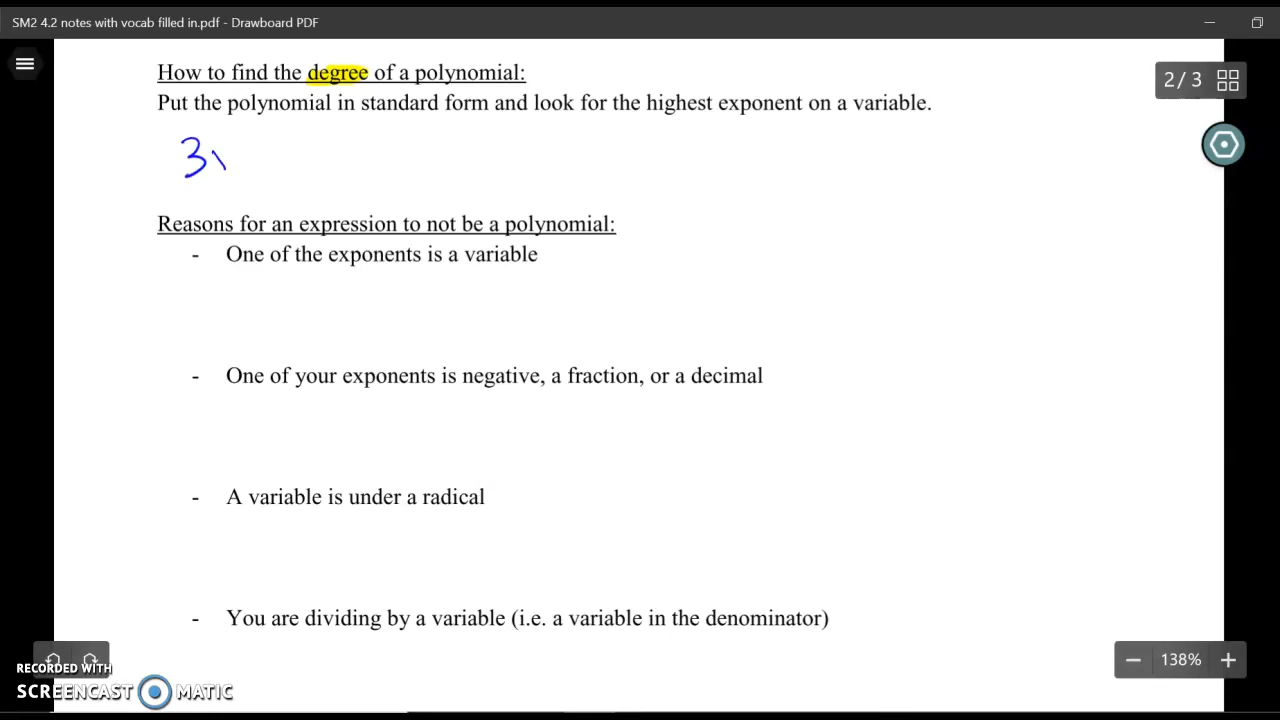 SM2 4.2 notes with vocab filled in.pdf - Drawboard PDF
How to find the degree of a polynomial:
2 / 3
Put the polynomial in standard form and look for the highest exponent on a variable.
3
Reasons for an expression to not be a polynomial:
- One of the exponents is a variable
- One of your exponents is negative, a fraction, or a decimal
- A variable is under a radical
- You are dividing by a variable (i.e. a variable in the denominator)
138%
RECORDED WITH
SCREENCAST MATIC